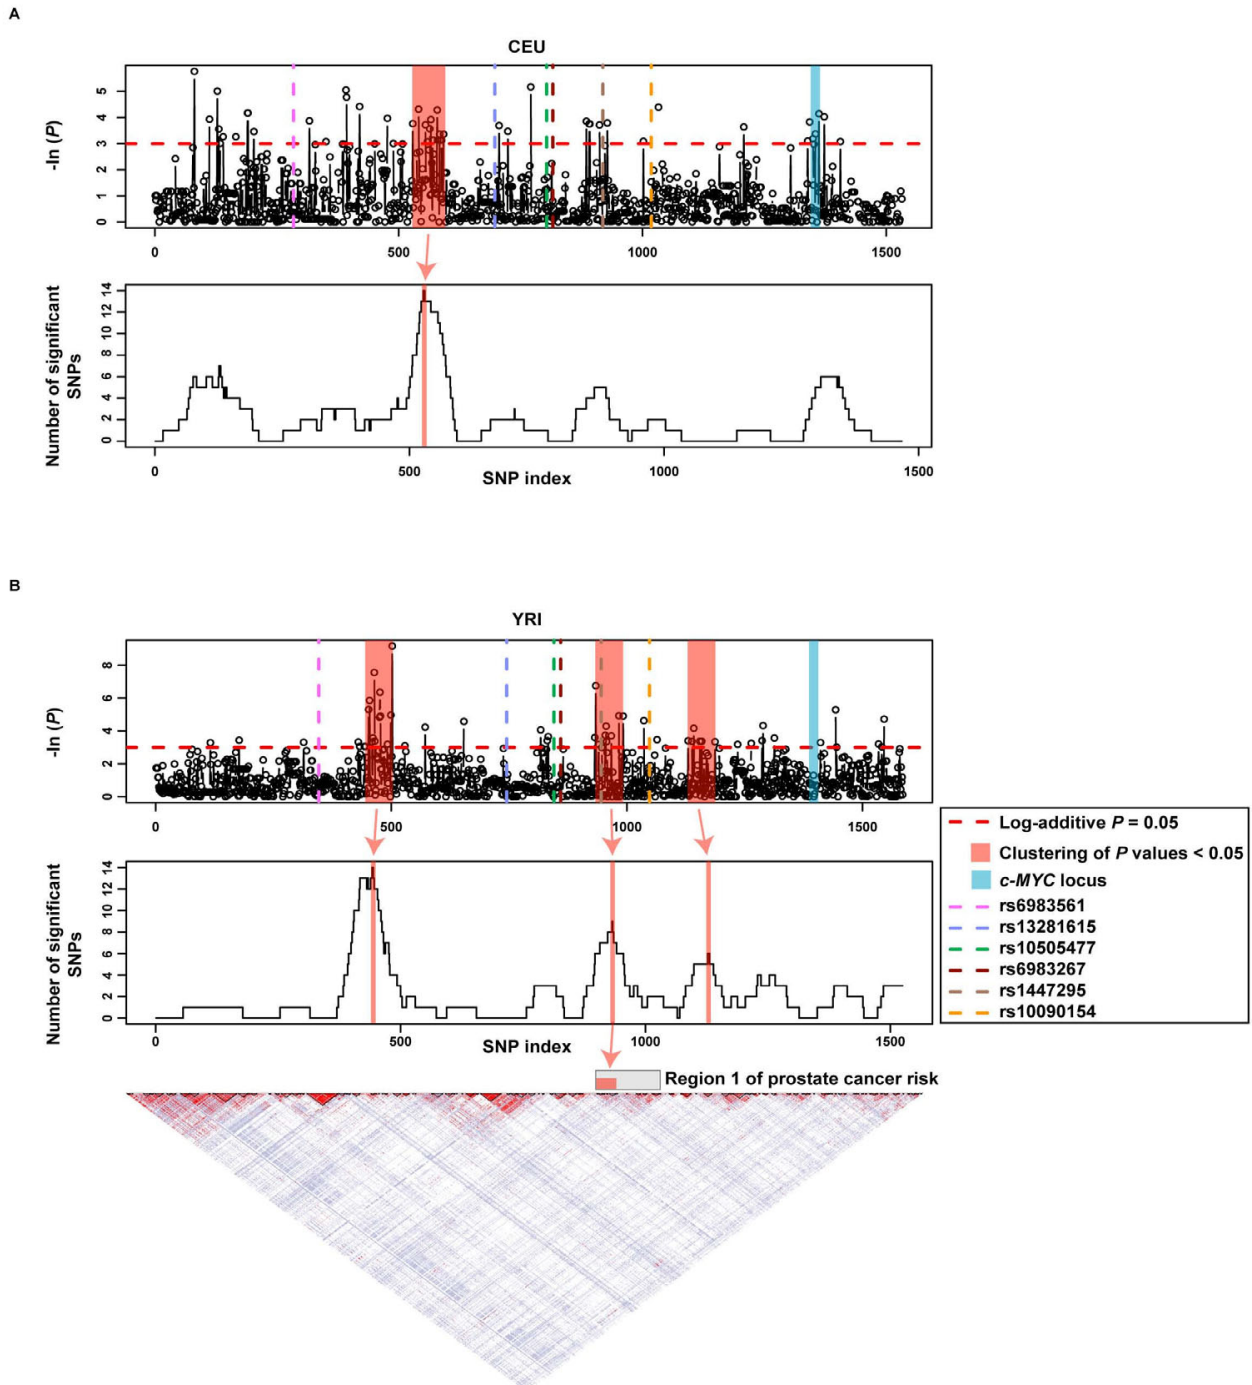 A
CEU
-ln (P)
5
4
3
2
1
0
0 500 1000 1500
Number of significant
SNPs
14
12
10
8
6
4
2
0
0 500 1000 1500
SNP index
B
YRI
-ln (P)
8
6
4
2
0
0 500 1000 1500
Number of significant
SNPs
14
12
10
8
6
4
2
0
0 500 1000 1500
SNP index
Log-additive P = 0.05
Clustering of P values < 0.05
c-MYC locus
rs6983561
rs13281615
rs10505477
rs6983267
rs1447295
rs10090154
Region 1 of prostate cancer risk